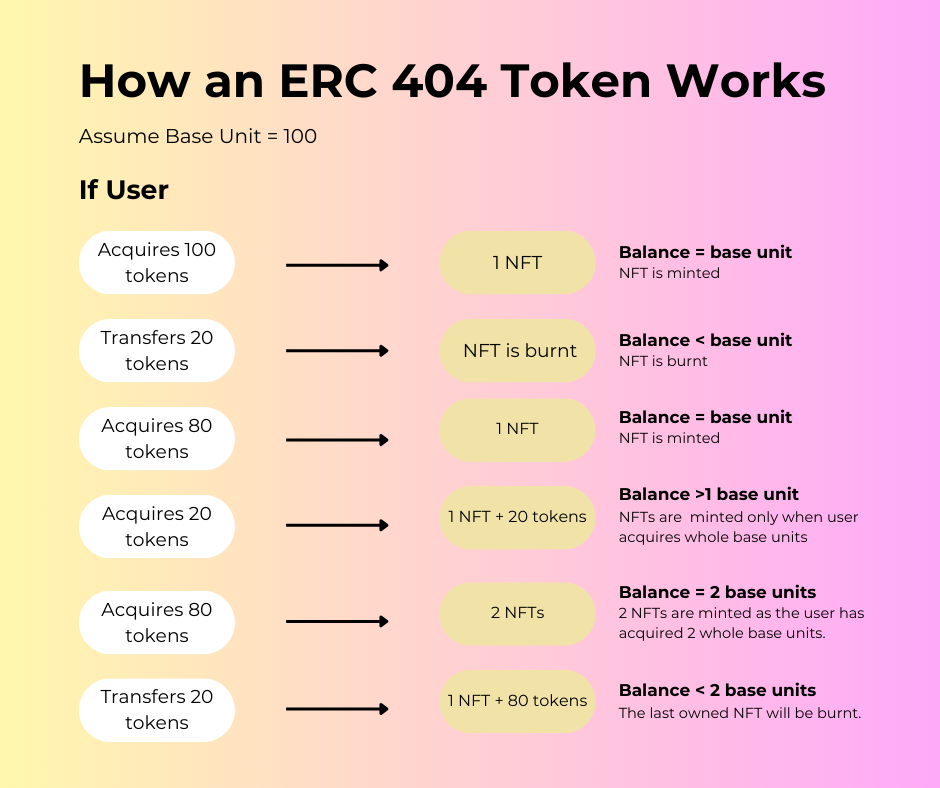 How an ERC 404 Token Works
Assume Base Unit = 100
If User
Acquires 100
tokens
1 NFT
Balance = base unit
NFT is minted
Transfers 20
tokens
NFT is burnt
Balance < base unit
NFT is burnt
Acquires 80
tokens
1 NFT
Balance = base unit
NFT is minted
Acquires 20
tokens
1 NFT + 20 tokens
Balance >1 base unit
NFTs are  minted only when user
acquires whole base units
Acquires 80
tokens
2 NFTs
Balance = 2 base units
2 NFTs are minted as the user has
acquired 2 whole base units.
Transfers 20
tokens
1 NFT + 80 tokens
Balance < 2 base units
The last owned NFT will be burnt.